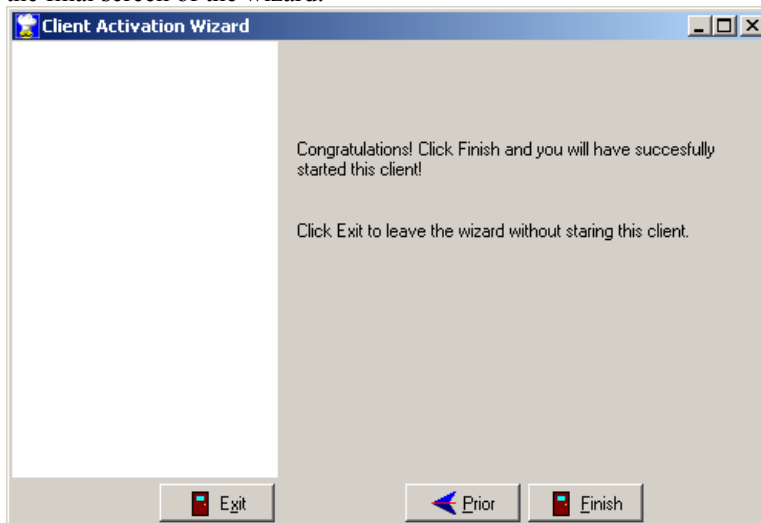 the final screen of the wizard.
Client Activation Wizard
Congratulations! Click Finish and you will have succesfully
started this client!
Click Exit to leave the wizard without staring this client.
Exit
Prior
Finish